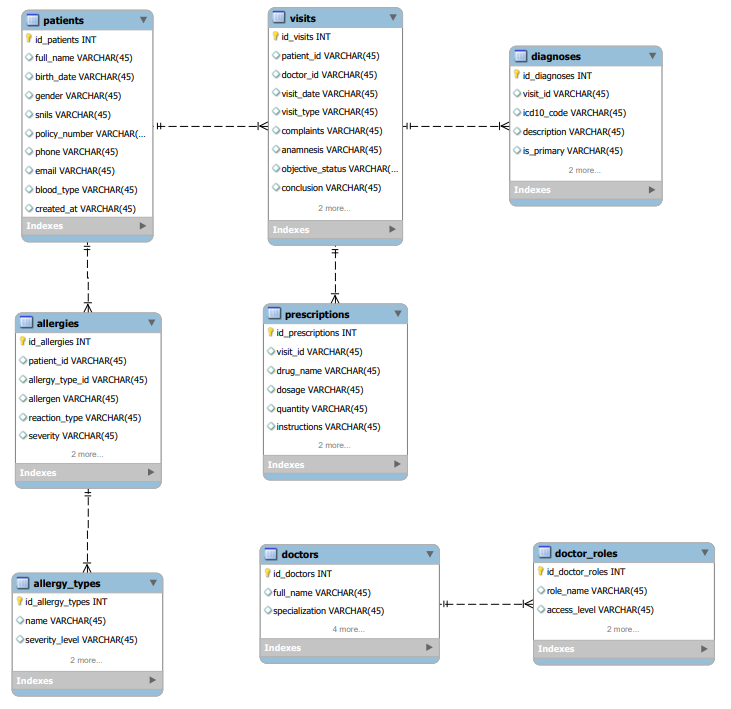 patients
id_patients INT
full_name VARCHAR(45)
birth_date VARCHAR(45)
gender VARCHAR(45)
snils VARCHAR(45)
policy_number VARCHAR(...
phone VARCHAR(45)
email VARCHAR(45)
blood_type VARCHAR(45)
created_at VARCHAR(45)
Indexes
visits
id_visits INT
patient_id VARCHAR(45)
doctor_id VARCHAR(45)
visit_date VARCHAR(45)
visit_type VARCHAR(45)
complaints VARCHAR(45)
anamnesis VARCHAR(45)
objective_status VARCHAR(...
conclusion VARCHAR(45)
2 more...
Indexes
diagnoses
id_diagnoses INT
visit_id VARCHAR(45)
icd10_code VARCHAR(45)
description VARCHAR(45)
is_primary VARCHAR(45)
2 more...
Indexes
allergies
id_allergies INT
patient_id VARCHAR(45)
allergy_type_id VARCHAR(45)
allergen VARCHAR(45)
reaction_type VARCHAR(45)
severity VARCHAR(45)
2 more...
Indexes
prescriptions
id_prescriptions INT
visit_id VARCHAR(45)
drug_name VARCHAR(45)
dosage VARCHAR(45)
quantity VARCHAR(45)
instructions VARCHAR(45)
2 more...
Indexes
allergy_types
id_allergy_types INT
name VARCHAR(45)
severity_level VARCHAR(45)
2 more...
Indexes
doctors
id_doctors INT
full_name VARCHAR(45)
specialization VARCHAR(45)
4 more...
Indexes
doctor_roles
id_doctor_roles INT
role_name VARCHAR(45)
access_level VARCHAR(45)
2 more...
Indexes